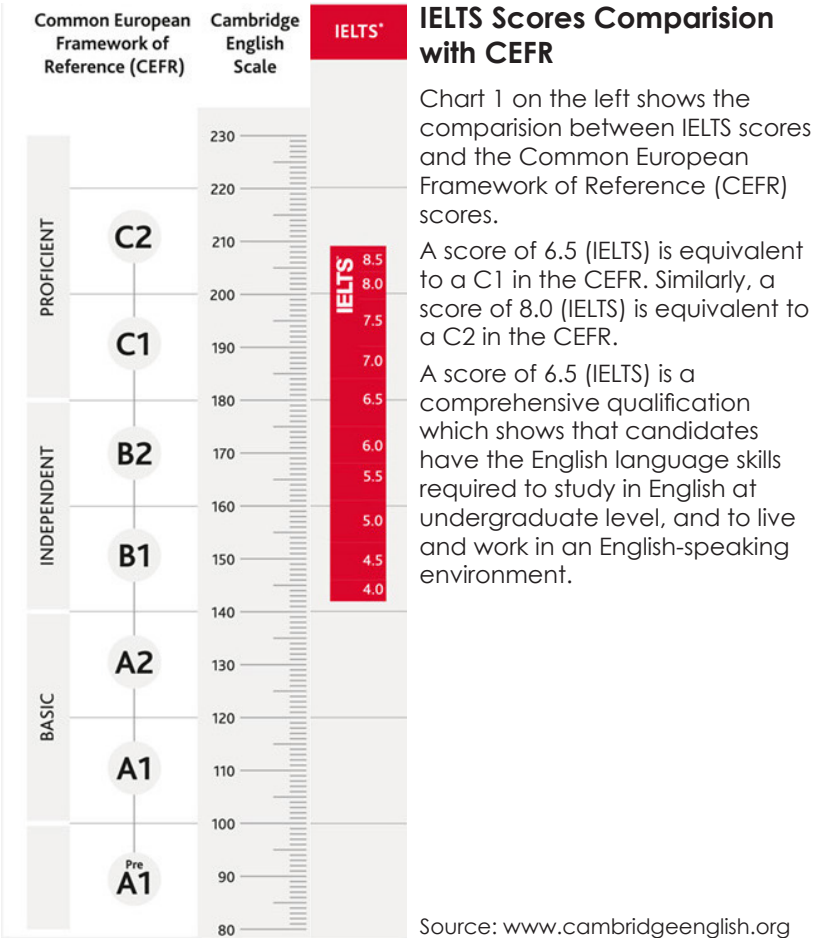 Common European
Framework of
Reference (CEFR)
Cambridge
English
Scale
IELTS*
PROFICIENT
INDEPENDENT
BASIC
C2
C1
B2
B1
A2
A1
Pre
A1
230
220
210
200
190
180
170
160
150
140
130
120
110
100
90
80
IELTS
8.5
8.0
7.5
7.0
6.5
6.0
5.5
5.0
4.5
4.0
IELTS Scores Comparision
with CEFR
Chart 1 on the left shows the
comparision between IELTS scores
and the Common European
Framework of Reference (CEFR)
scores.
A score of 6.5 (IELTS) is equivalent
to a C1 in the CEFR. Similarly, a
score of 8.0 (IELTS) is equivalent to
a C2 in the CEFR.
A score of 6.5 (IELTS) is a
comprehensive qualification
which shows that candidates
have the English language skills
required to study in English at
undergraduate level, and to live
and work in an English-speaking
environment.
Source: www.cambridgeenglish.org